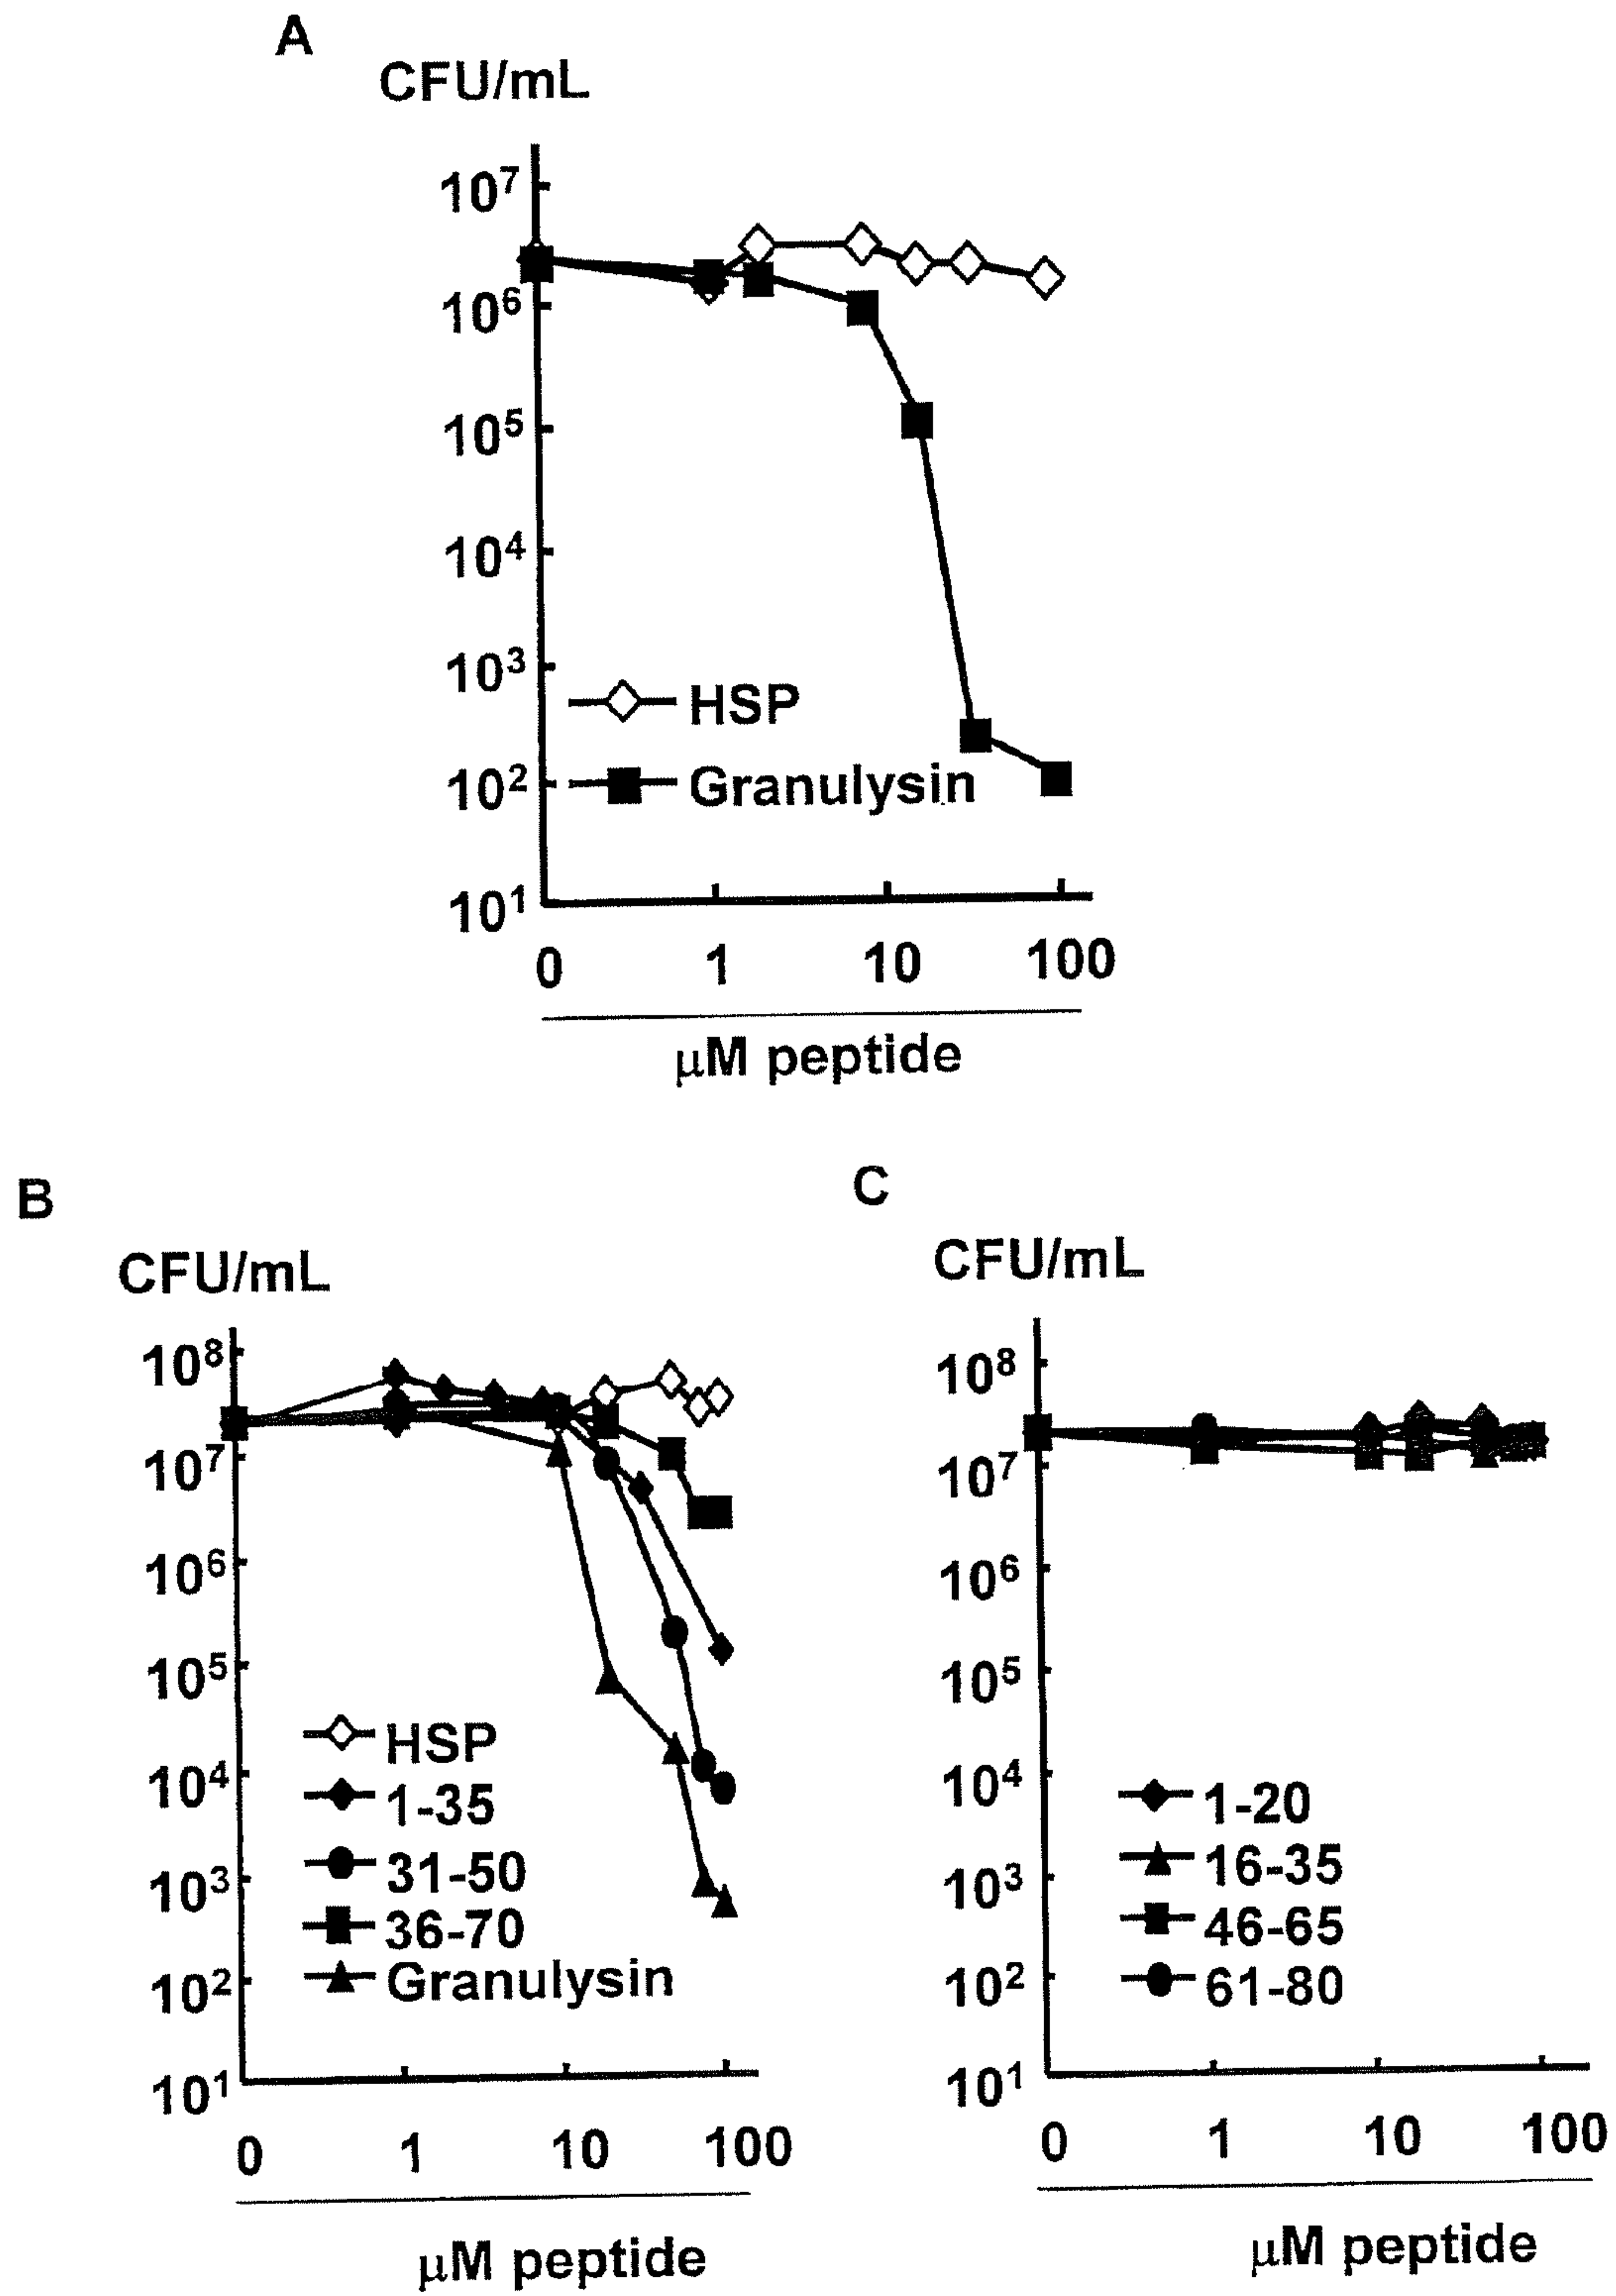 A
CFU/mL
10⁷
10⁶
10⁵
10⁴
10³
10²
10¹
HSP
Granulysin
0 1 10 100
μM peptide
B
CFU/mL
10⁸
10⁷
10⁶
10⁵
10⁴
10³
10²
10¹
HSP
1-35
31-50
36-70
Granulysin
0 1 10 100
μM peptide
C
CFU/mL
10⁸
10⁷
10⁶
10⁵
10⁴
10³
10²
10¹
1-20
16-35
46-65
61-80
0 1 10 100
μM peptide